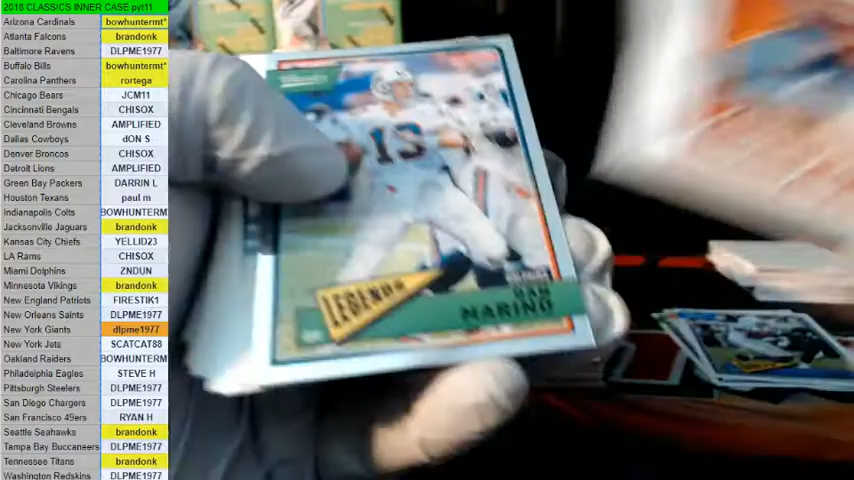 2018 CLASSICS INNER CASE pyt11
Arizona Cardinals bowhuntermt*
Atlanta Falcons brandonk
Baltimore Ravens DLPME1977
Buffalo Bills bowhuntermt*
Carolina Panthers rortega
Chicago Bears JCM11
Cincinnati Bengals CHISOX
Cleveland Browns AMPLIFIED
Dallas Cowboys dON S
Denver Broncos CHISOX
Detroit Lions AMPLIFIED
Green Bay Packers DARRIN L
Houston Texans paul m
Indianapolis Colts BOWHUNTERM
Jacksonville Jaguars brandonk
Kansas City Chiefs YELLID23
LA Rams CHISOX
Miami Dolphins ZNDUN
Minnesota Vikings brandonk
New England Patriots FIRESTIK1
New Orleans Saints DLPME1977
New York Giants dlpme1977
New York Jets SCATCAT88
Oakland Raiders BOWHUNTERM
Philadelphia Eagles STEVE H
Pittsburgh Steelers DLPME1977
San Diego Chargers DLPME1977
San Francisco 49ers RYAN H
Seattle Seahawks brandonk
Tampa Bay Buccaneers DLPME1977
Tennessee Titans brandonk
Washington Redskins DLPME1977
13
LEGENDS
DAN
MARINO